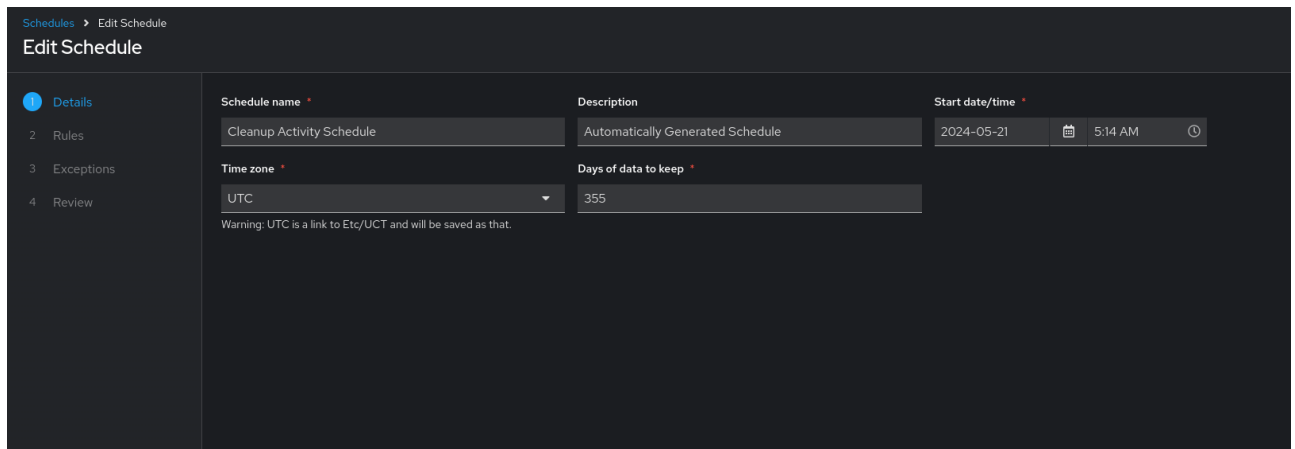 Schedules > Edit Schedule
Edit Schedule
1 Details
2 Rules
3 Exceptions
4 Review
Schedule name *
Cleanup Activity Schedule
Description
Automatically Generated Schedule
Start date/time *
2024-05-21 5:14 AM
Time zone *
UTC
Warning: UTC is a link to Etc/UCT and will be saved as that.
Days of data to keep *
355